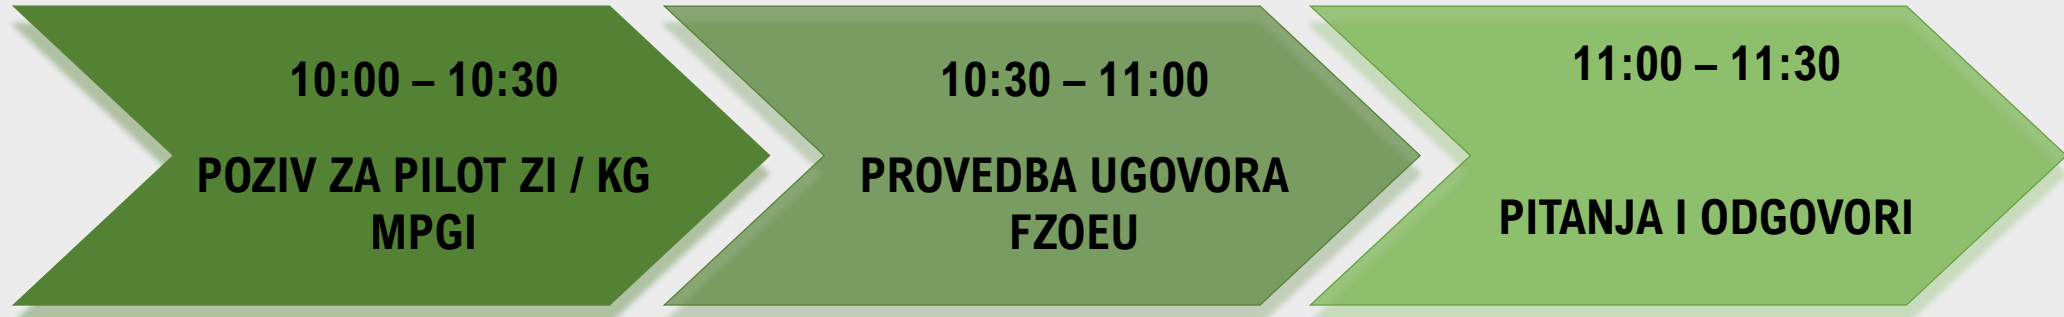 10:00 – 10:30
POZIV ZA PILOT ZI / KG
MPGI
10:30 – 11:00
PROVEDBA UGOVORA
FZOEU
11:00 – 11:30
PITANJA I ODGOVORI